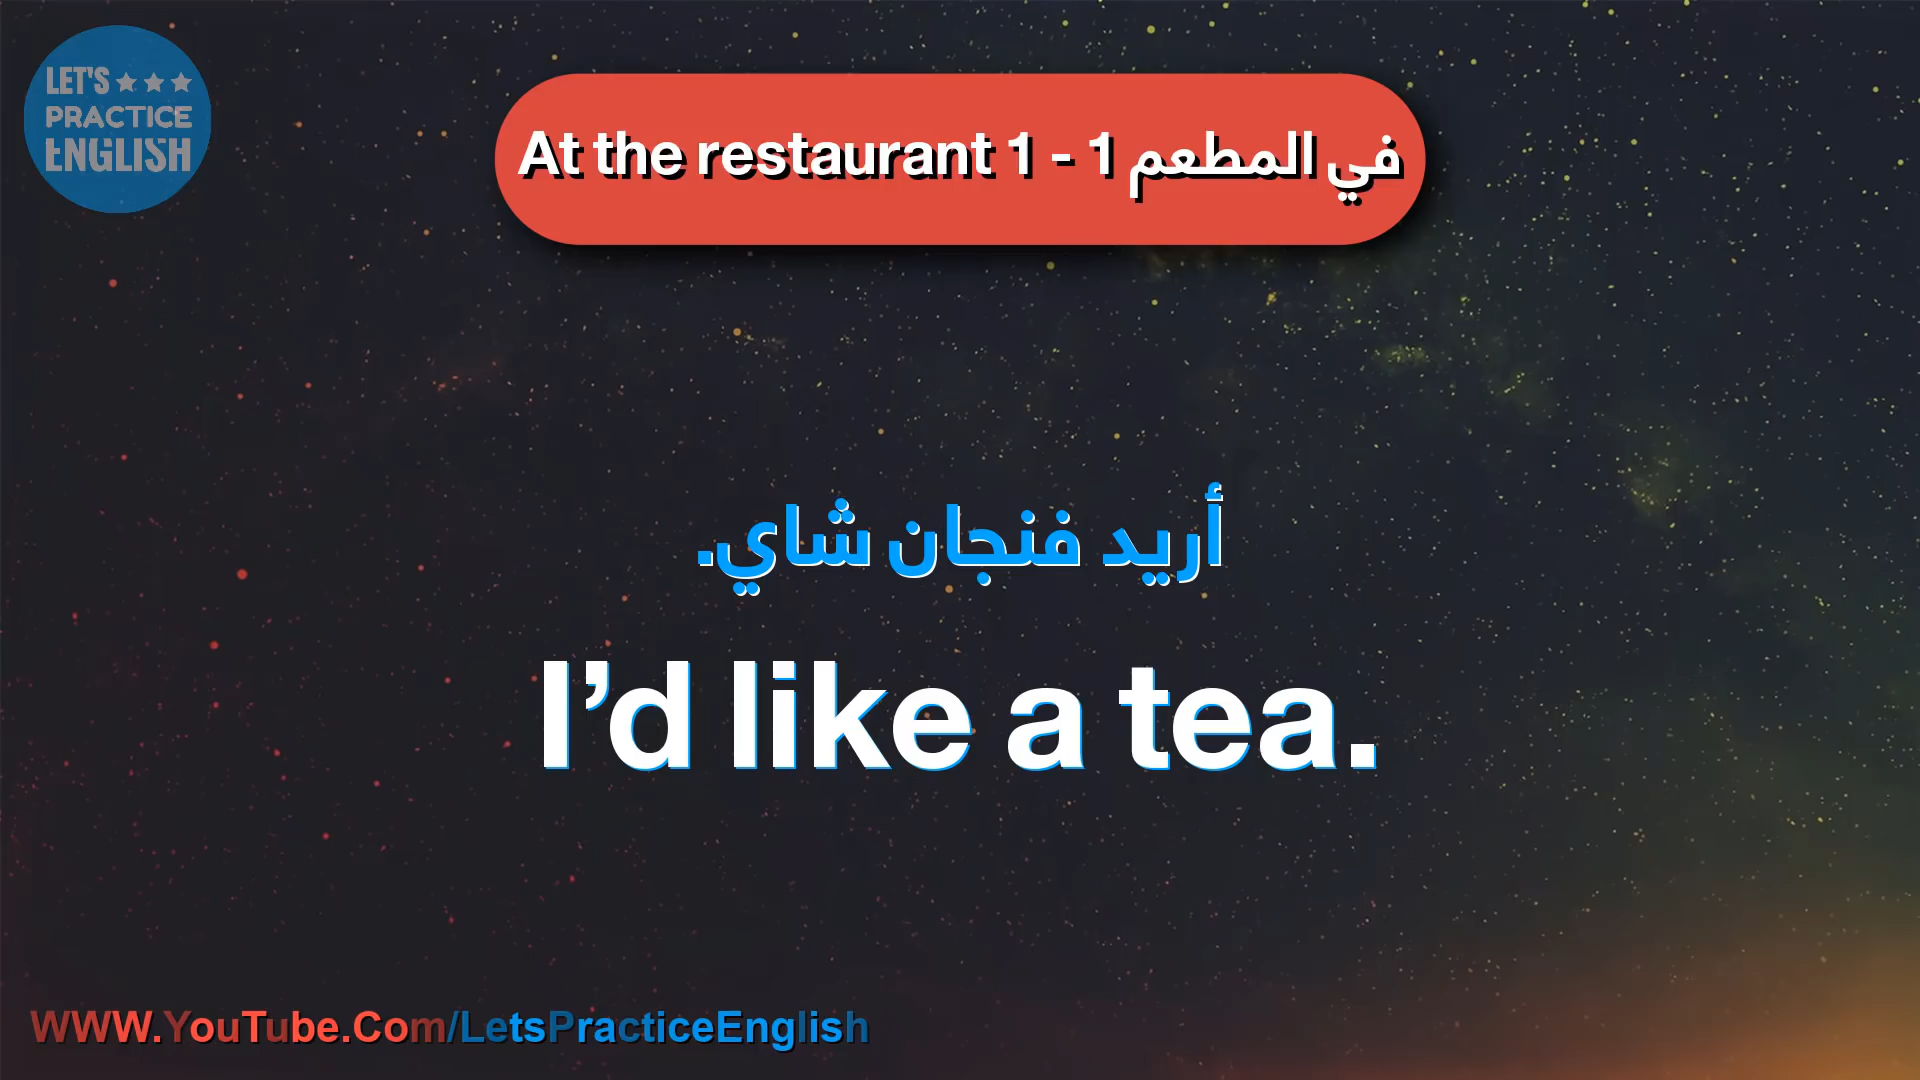 LET'S
PRACTICE
ENGLISH
At the restaurant 1 - 1 في المطعم
أريد فنجان شاي.
I’d like a tea.
WWW.YouTube.Com/LetsPracticeEnglish